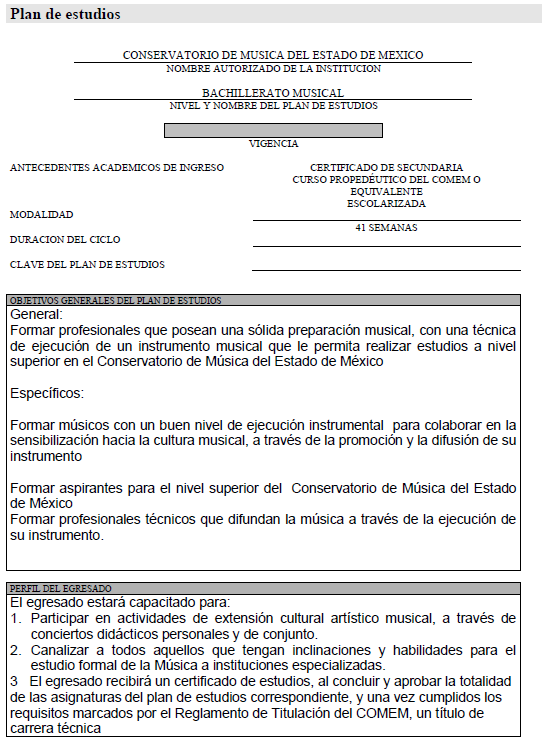 Plan de estudios
CONSERVATORIO DE MUSICA DEL ESTADO DE MEXICO
NOMBRE AUTORIZADO DE LA INSTITUCION
BACHILLERATO MUSICAL
NIVEL Y NOMBRE DEL PLAN DE ESTUDIOS
VIGENCIA
ANTECEDENTES ACADEMICOS DE INGRESO
CERTIFICADO DE SECUNDARIA
CURSO PROPEDÉUTICO DEL COMEM O
EQUIVALENTE
ESCOLARIZADA
MODALIDAD
41 SEMANAS
DURACION DEL CICLO
CLAVE DEL PLAN DE ESTUDIOS
OBJETIVOS GENERALES DEL PLAN DE ESTUDIOS
General:
Formar profesionales que posean una sólida preparación musical, con una técnica
de ejecución de un instrumento musical que le permita realizar estudios a nivel
superior en el Conservatorio de Música del Estado de México
Específicos:
Formar músicos con un buen nivel de ejecución instrumental para colaborar en la
sensibilización hacia la cultura musical, a través de la promoción y la difusión de su
instrumento
Formar aspirantes para el nivel superior del Conservatorio de Música del Estado
de México
Formar profesionales técnicos que difundan la música a través de la ejecución de
su instrumento.
PERFIL DEL EGRESADO
El egresado estará capacitado para:
1. Participar en actividades de extensión cultural artístico musical, a través de
conciertos didácticos personales y de conjunto.
2. Canalizar a todos aquellos que tengan inclinaciones y habilidades para el
estudio formal de la Música a instituciones especializadas.
3 El egresado recibirá un certificado de estudios, al concluir y aprobar la totalidad
de las asignaturas del plan de estudios correspondiente, y una vez cumplidos los
requisitos marcados por el Reglamento de Titulación del COMEM, un título de
carrera técnica